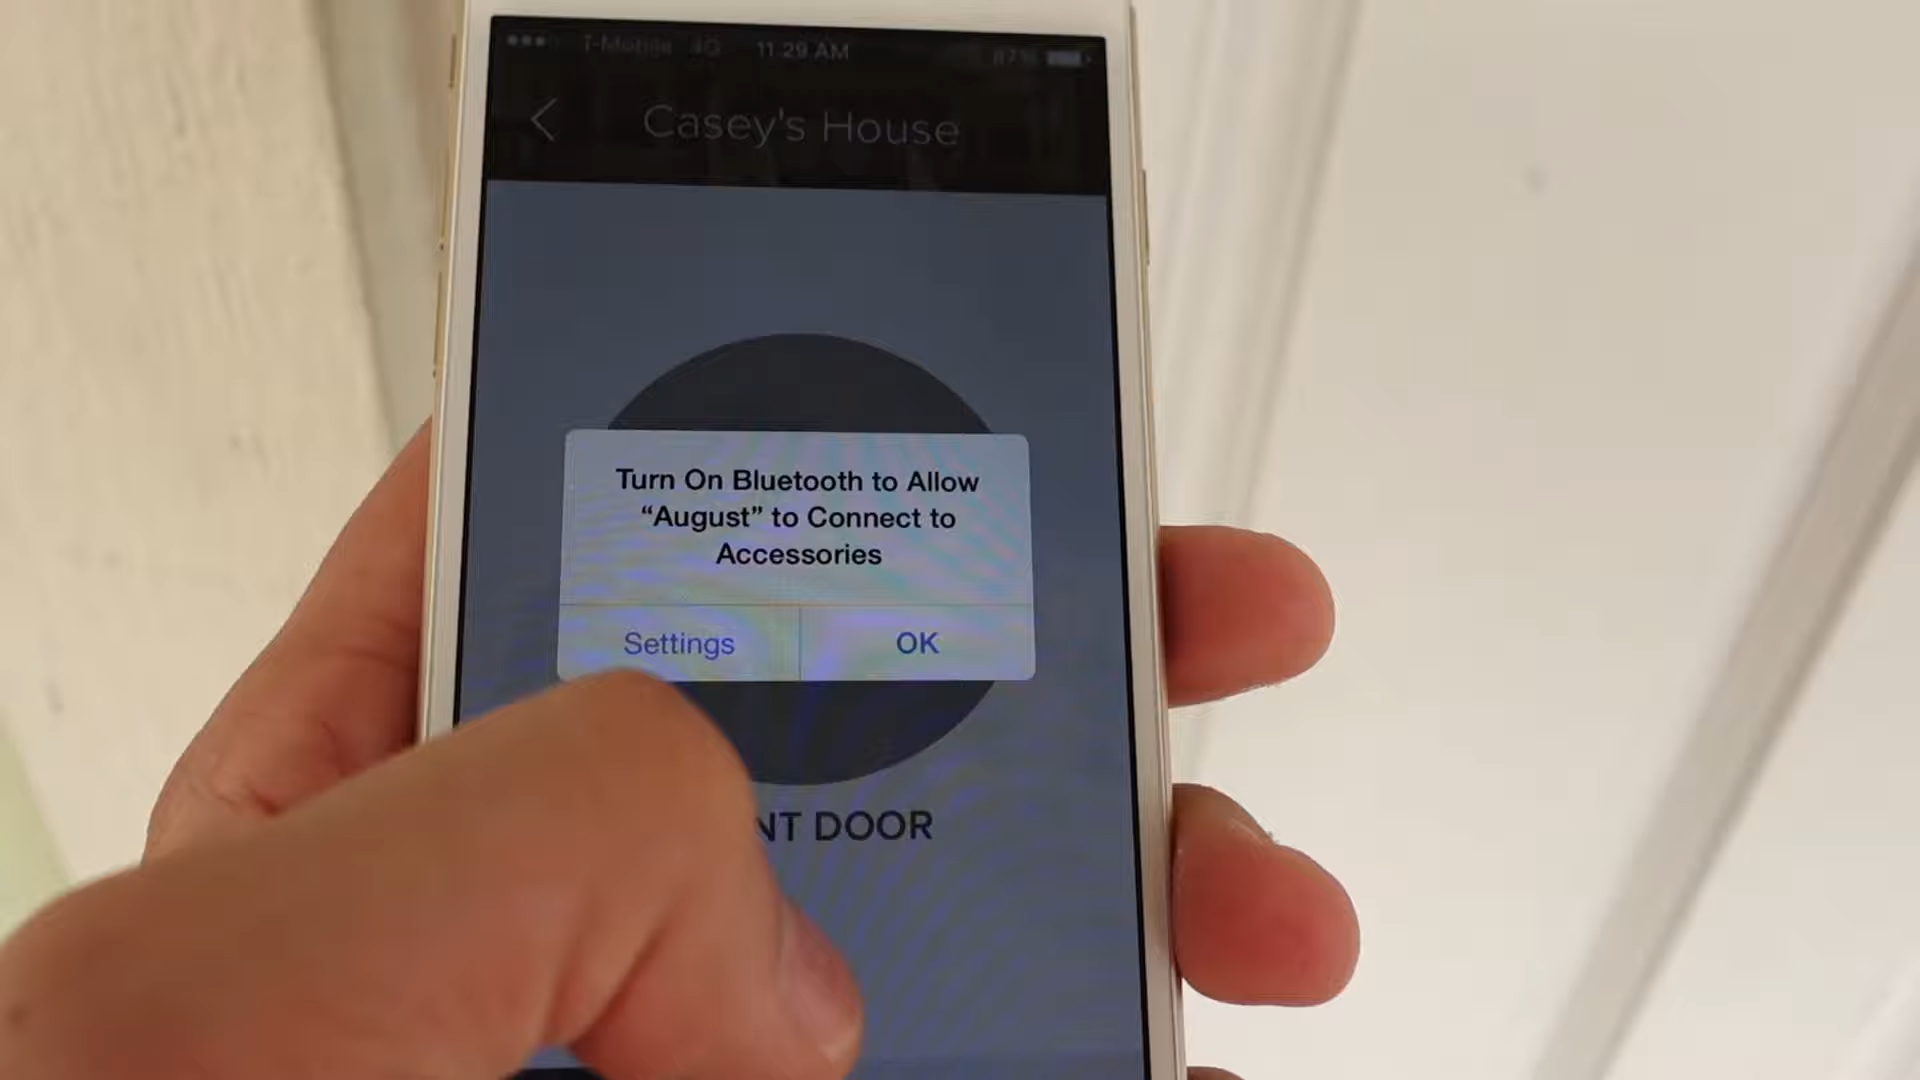 T-Mobile 4G 11:29 AM 87%
Casey's House
Turn On Bluetooth to Allow
“August” to Connect to
Accessories
Settings OK
NT DOOR